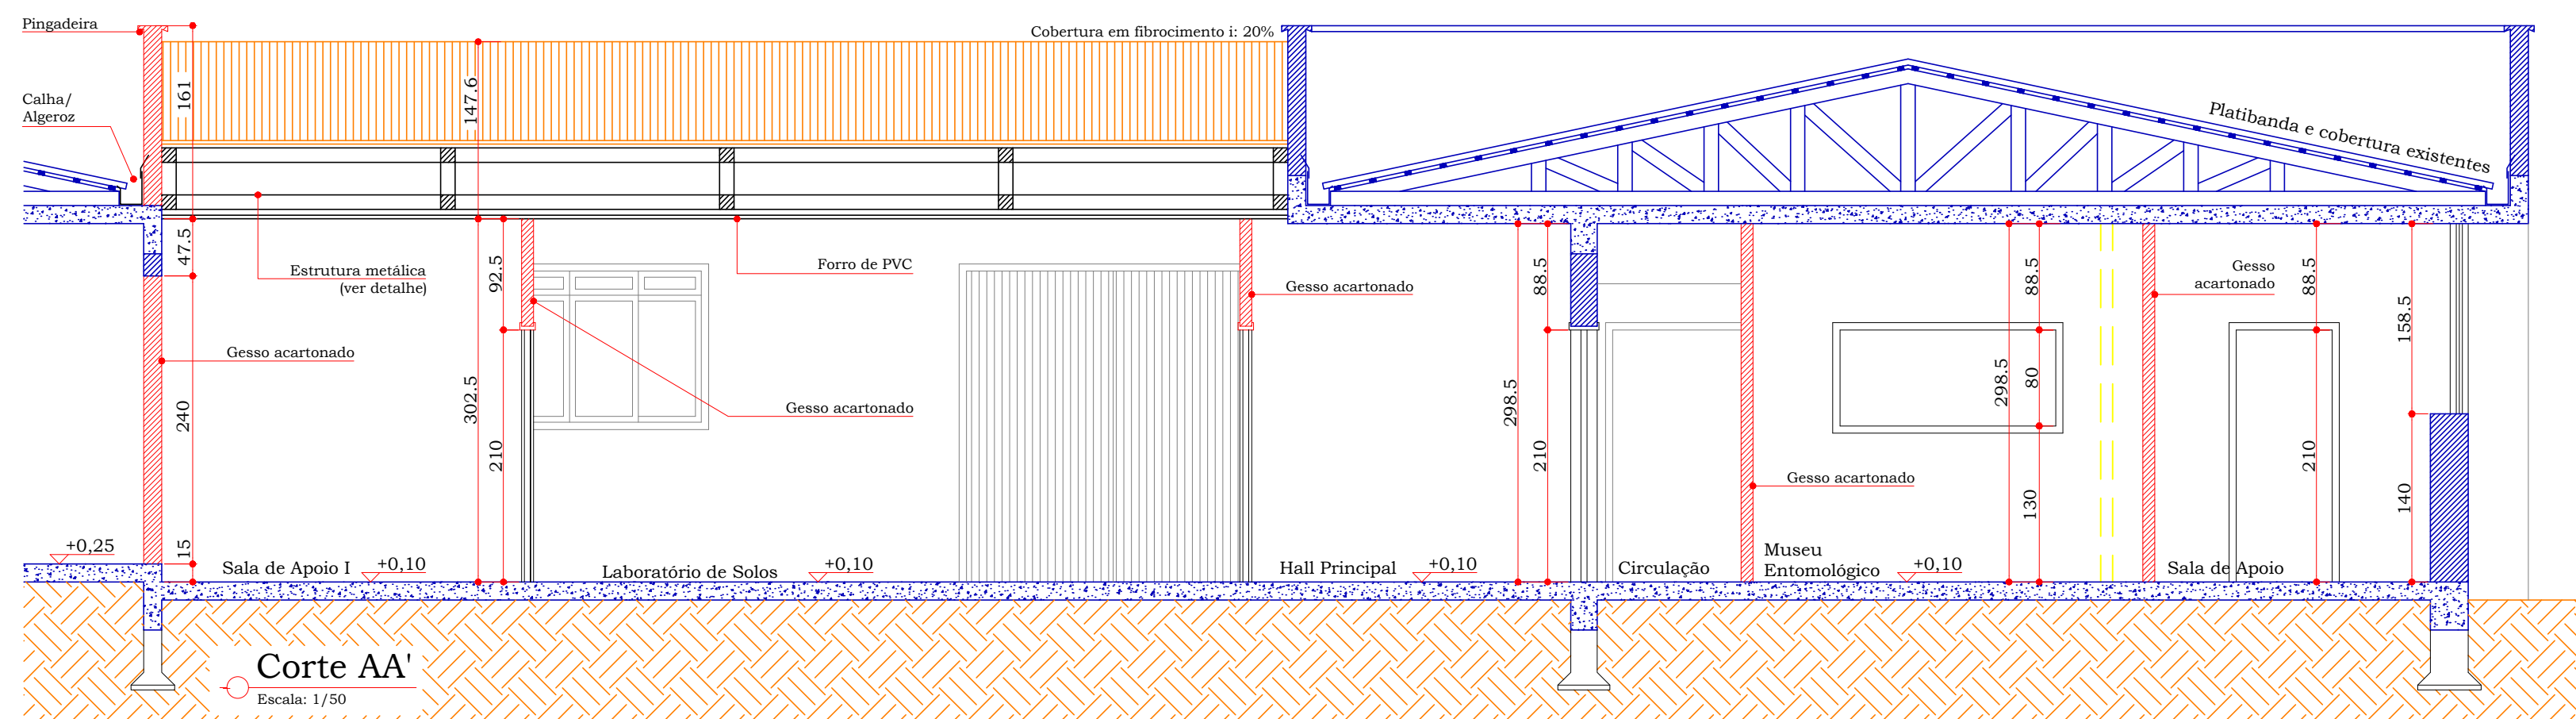 Pingadeira
Cobertura em fibrocimento i: 20%
161
147.6
Calha/
Algeroz
Platibanda e cobertura existentes
47.5
92.5
Estrutura metálica
(ver detalhe)
Forro de PVC
Gesso acartonado
88.5
88.5
Gesso
acartonado
88.5
158.5
Gesso acartonado
240
302.5
210
Gesso acartonado
298.5
210
298.5
80
130
Gesso acartonado
210
140
+0,25
15
Sala de Apoio I
+0,10
Laboratório de Solos
+0,10
Hall Principal
+0,10
Circulação
Museu
Entomológico
+0,10
Sala de Apoio
Corte AA'
Escala: 1/50